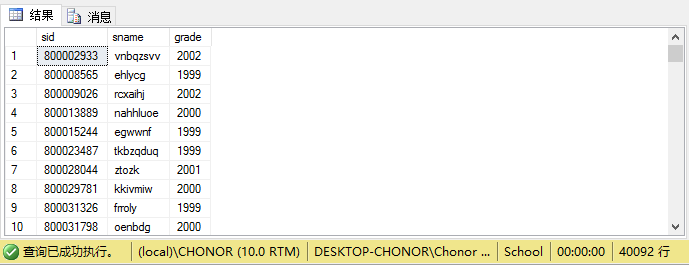 结果 消息
sid sname grade
1 800002933 vnbqzsvv 2002
2 800008565 ehlycg 1999
3 800009026 rcxaihj 2002
4 800013889 nahhluoe 2000
5 800015244 egwwnf 1999
6 800023487 tkbzqduq 1999
7 800028044 ztozk 2001
8 800029781 kkivmiw 2000
9 800031326 frroly 1999
10 800031798 oenbdg 2000
查询已成功执行。 (local)\CHONOR (10.0 RTM) DESKTOP-CHONOR\Chonor ... School 00:00:00 40092 行